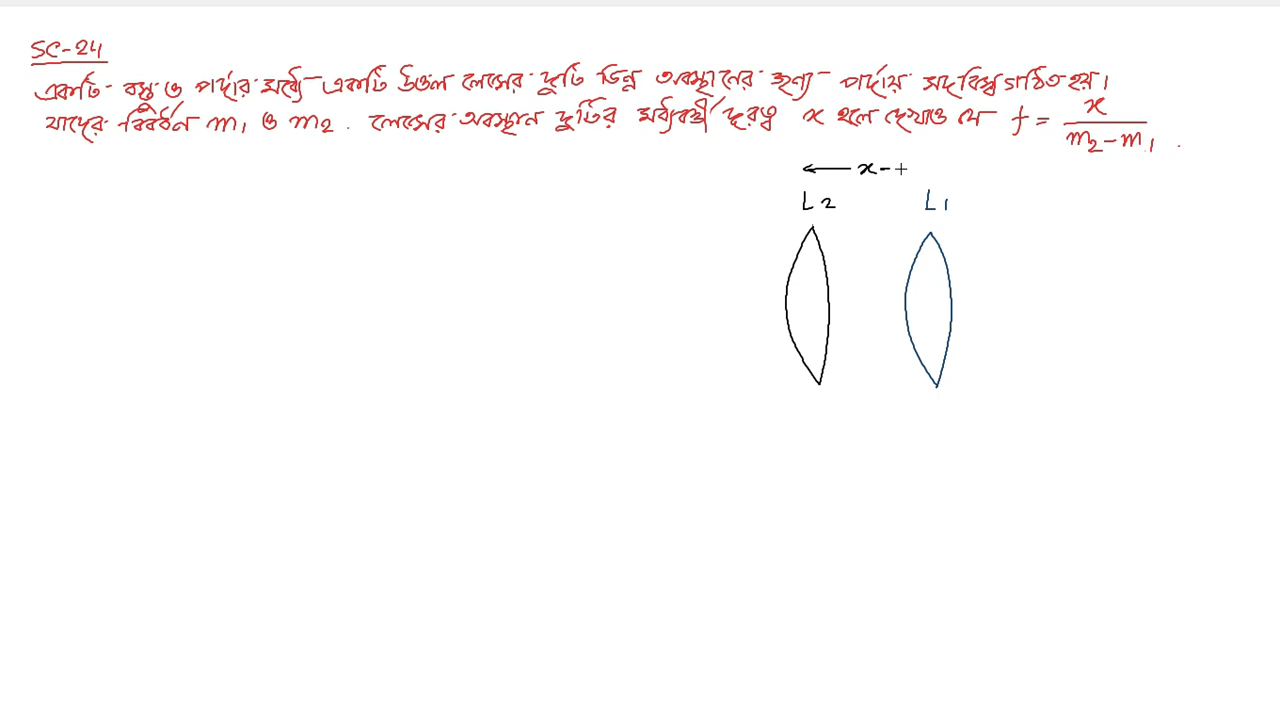 SC-24
একটি বস্তু ও পর্দার মধ্যে একটি উত্তল লেন্সের দুটি ভিন্ন অবস্থানের জন্য পর্দায় সদবিম্ব গঠিত হয়।
যাদের বিবর্ধন m₁ ও m₂. লেন্সের অবস্থান দুটির মধ্যবর্তী দূরত্ব x হলে দেখাও যে f = x / (m₂ – m₁) .
← x –+
L2 L1